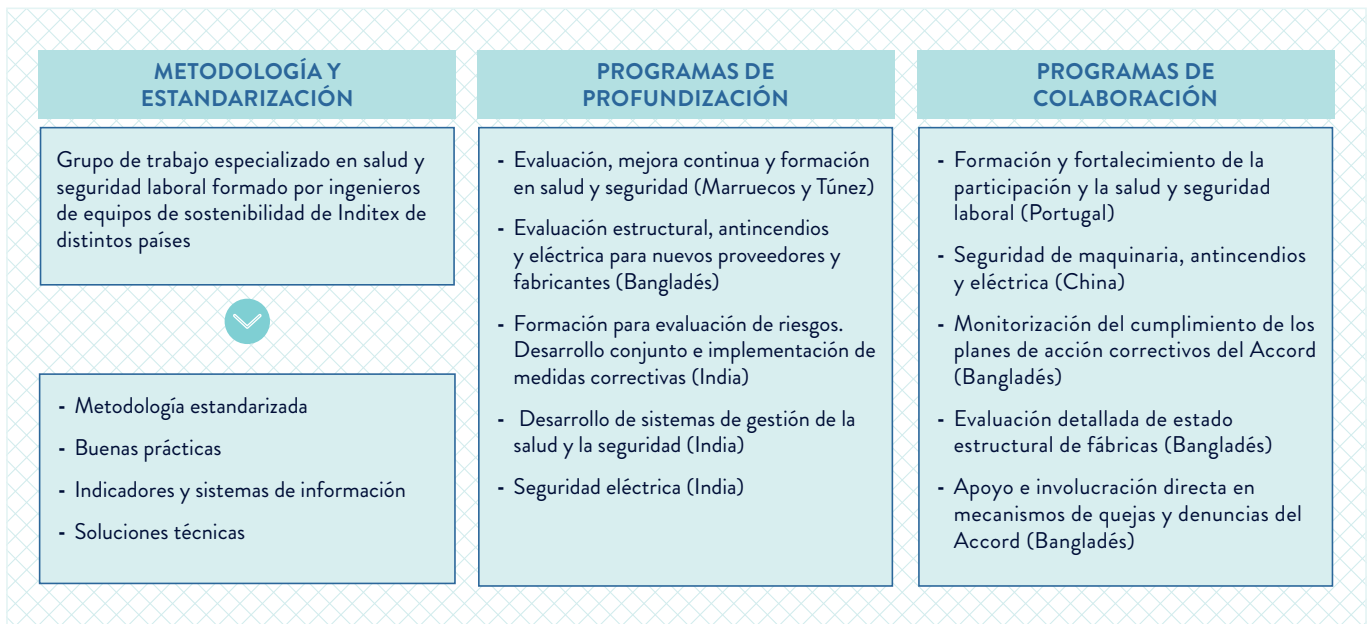 METODOLOGÍA Y
ESTANDARIZACIÓN
Grupo de trabajo especializado en salud y
seguridad laboral formado por ingenieros
de equipos de sostenibilidad de Inditex de
distintos países
- Metodología estandarizada
- Buenas prácticas
- Indicadores y sistemas de información
- Soluciones técnicas
PROGRAMAS DE
PROFUNDIZACIÓN
- Evaluación, mejora continua y formación
en salud y seguridad (Marruecos y Túnez)
- Evaluación estructural, antincendios
y eléctrica para nuevos proveedores y
fabricantes (Bangladés)
- Formación para evaluación de riesgos.
Desarrollo conjunto e implementación de
medidas correctivas (India)
- Desarrollo de sistemas de gestión de la
salud y la seguridad (India)
- Seguridad eléctrica (India)
PROGRAMAS DE
COLABORACIÓN
- Formación y fortalecimiento de la
participación y la salud y seguridad
laboral (Portugal)
- Seguridad de maquinaria, antincendios
y eléctrica (China)
- Monitorización del cumplimiento de los
planes de acción correctivos del Accord
(Bangladés)
- Evaluación detallada de estado
estructural de fábricas (Bangladés)
- Apoyo e involucración directa en
mecanismos de quejas y denuncias del
Accord (Bangladés)